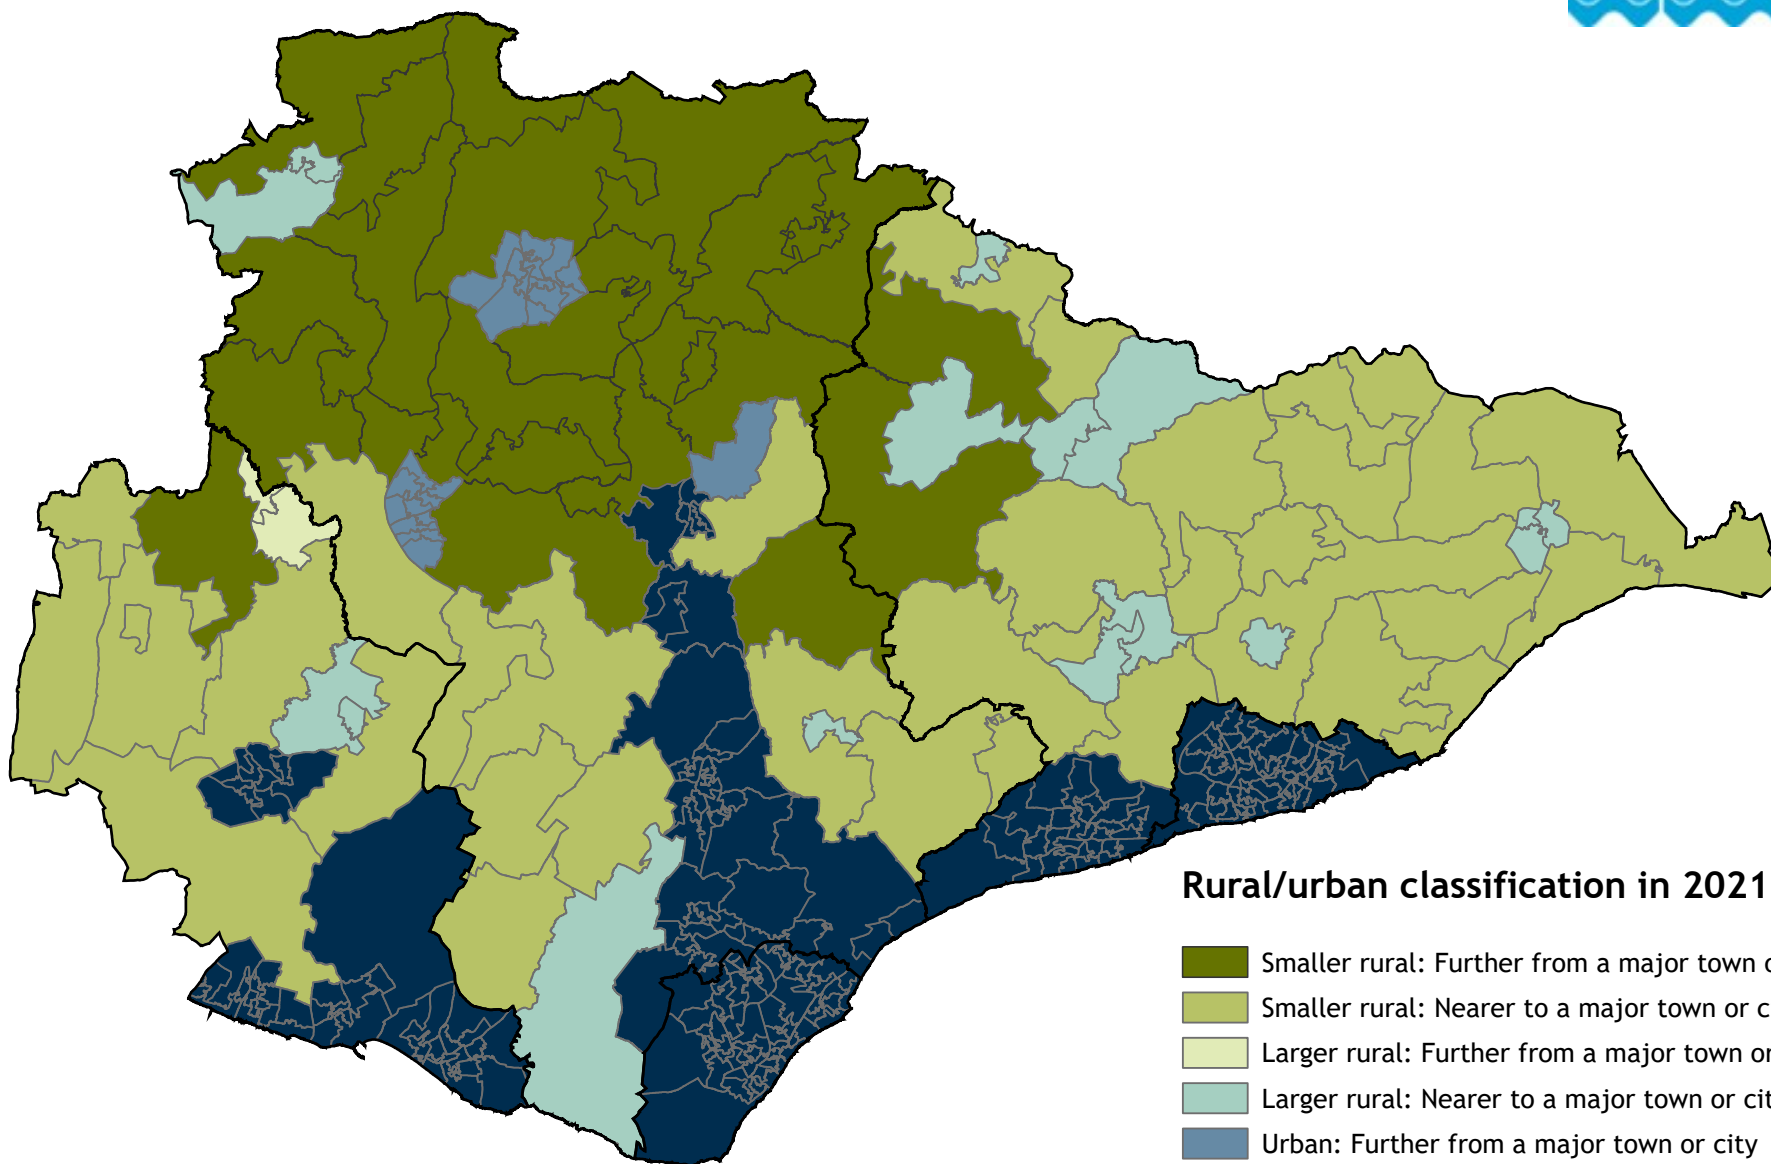 Rural/urban classification in 2021
Smaller rural: Further from a major town
Smaller rural: Nearer to a major town or
Larger rural: Further from a major town or
Larger rural: Nearer to a major town or
Urban: Further from a major town or city